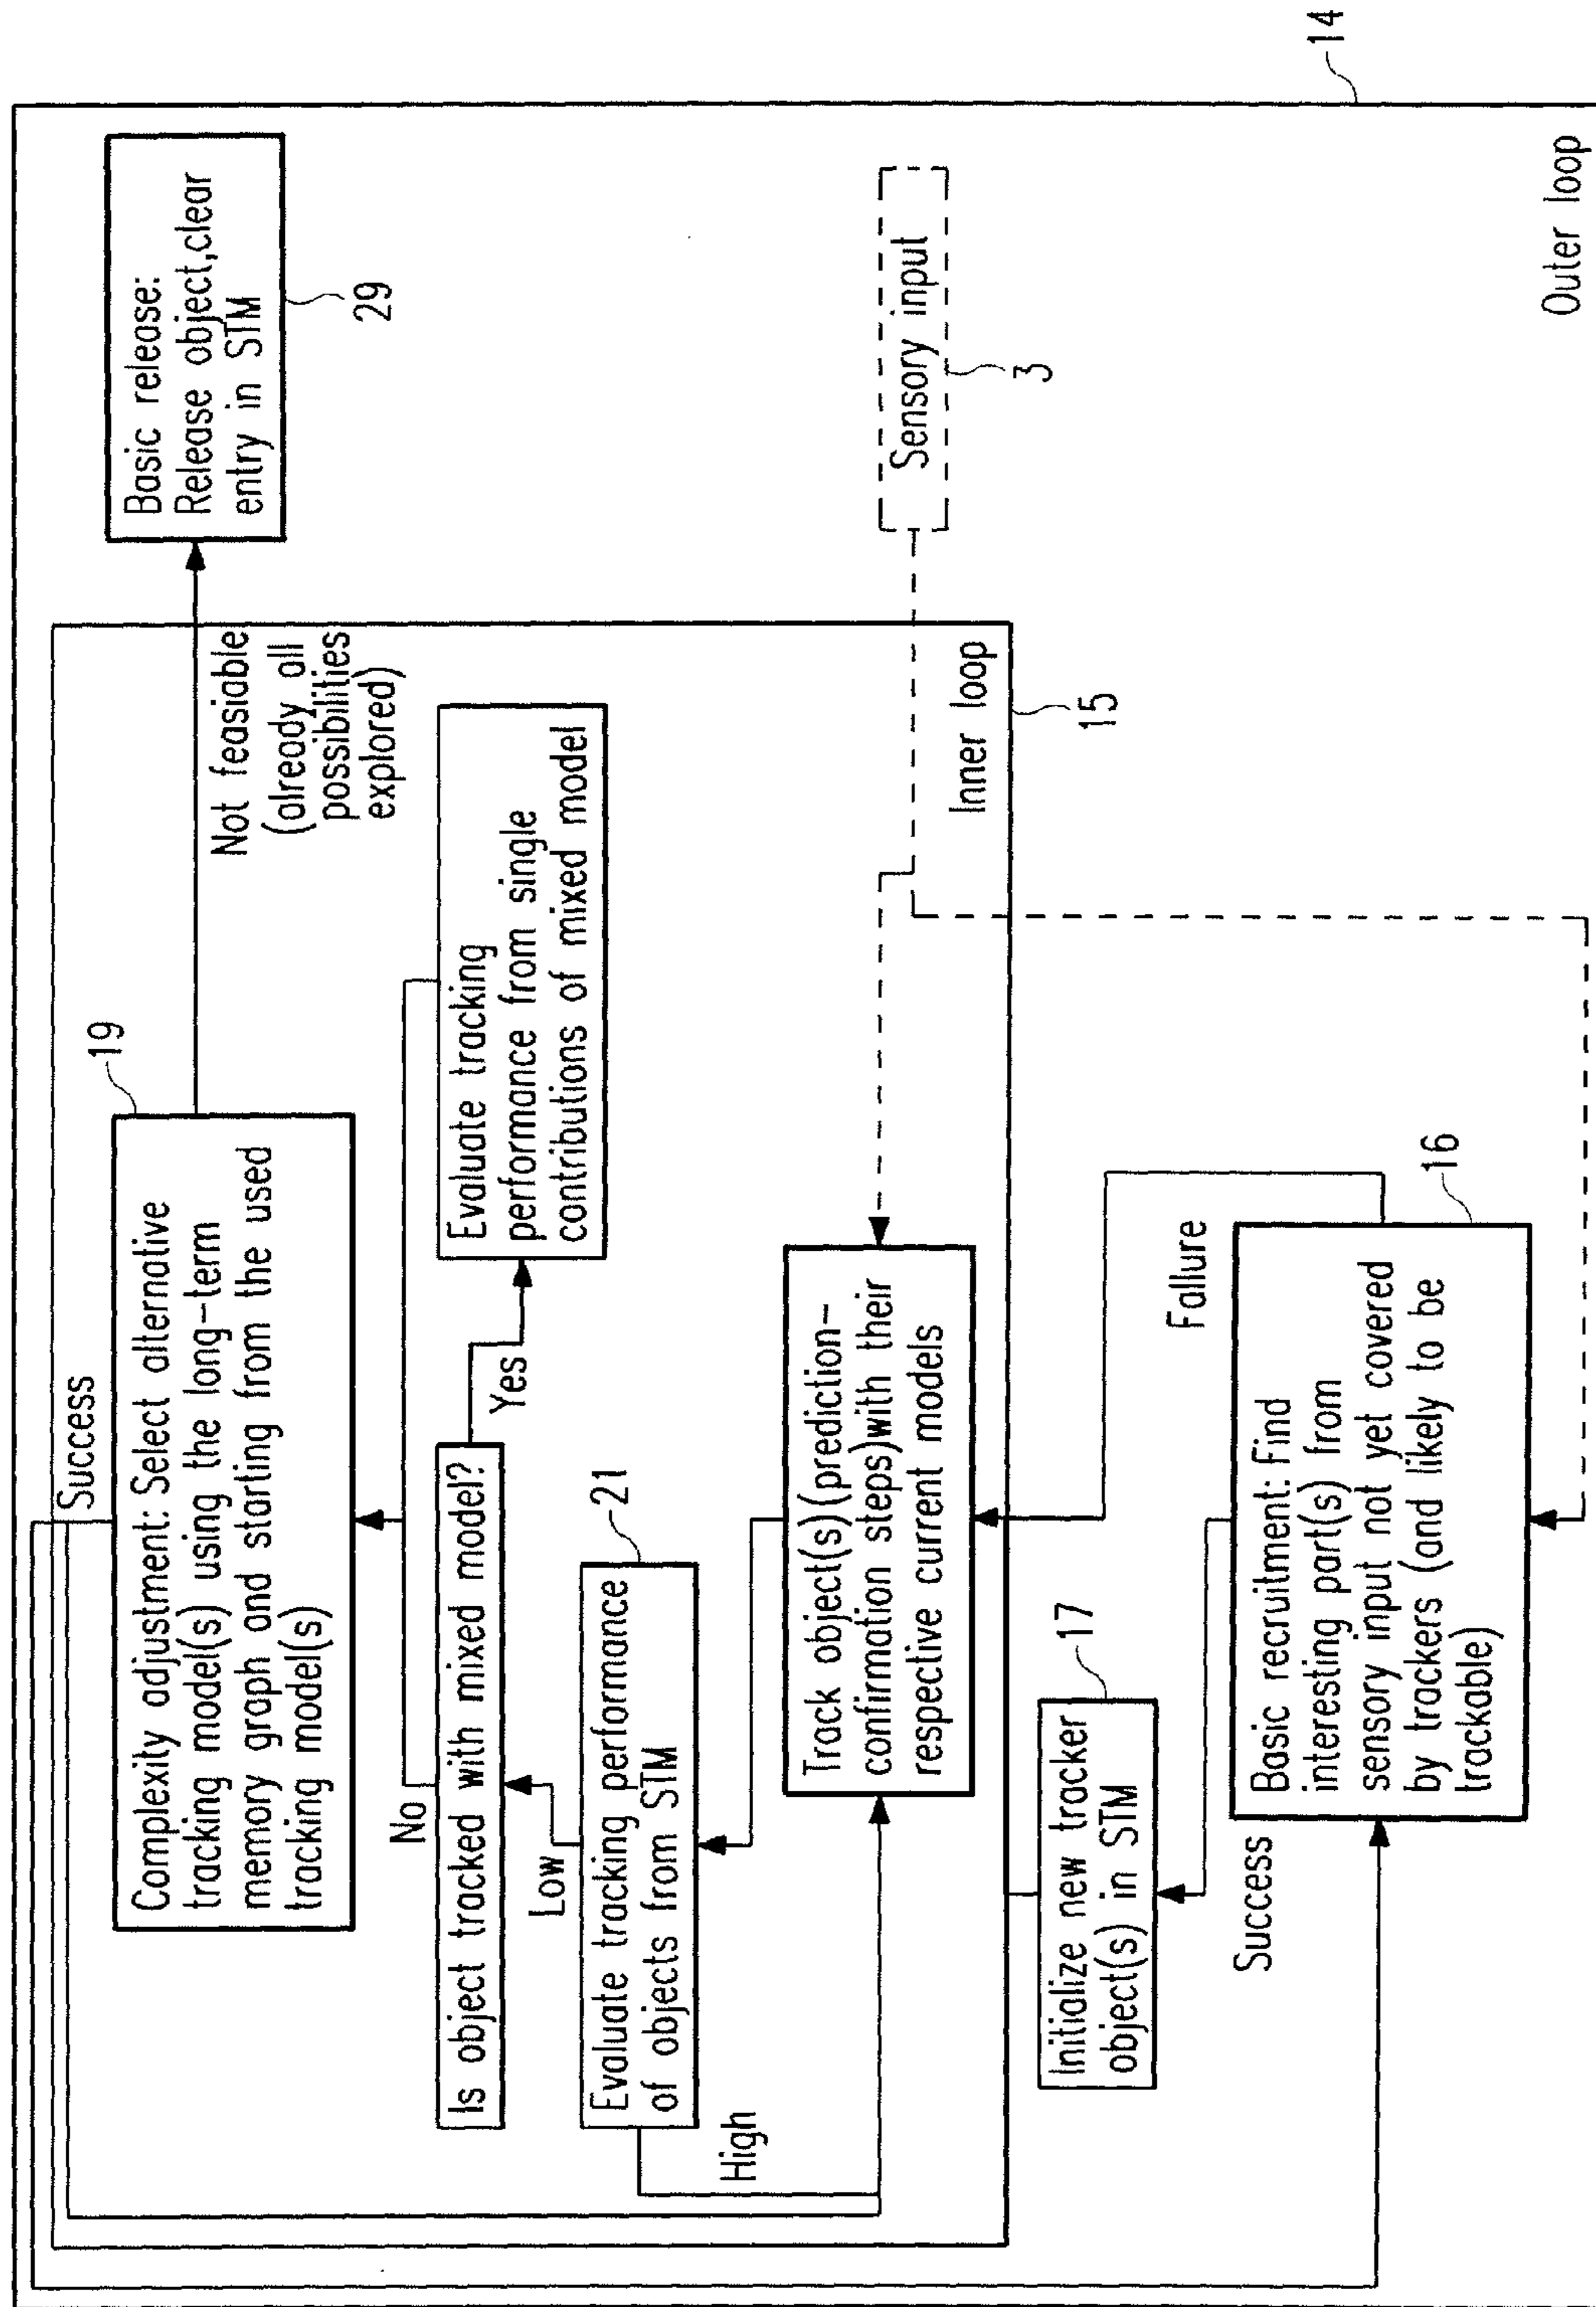 Success
19
Complexity adjustment: Select alternative
tracking model(s) using the long-term
memory graph and starting from the used
tracking model(s)
Basic release:
Release object,clear
entry in STM
29
Not feasiable
(already all
possibilities
explored)
No
Is object tracked with mixed model?
Yes
Evaluate tracking
performance from single
contributions of mixed model
Low
21
Evaluate tracking performance
of objects from STM
High
Track object(s)(prediction-
confirmation steps)with their
respective current models
Sensory input
3
Inner loop
15
17
Initialize new tracker
object(s) in STM
Success
Failure
16
Basic recruitment: Find
interesting part(s) from
sensory input not yet covered
by trackers (and likely to be
trackable)
Outer loop
14